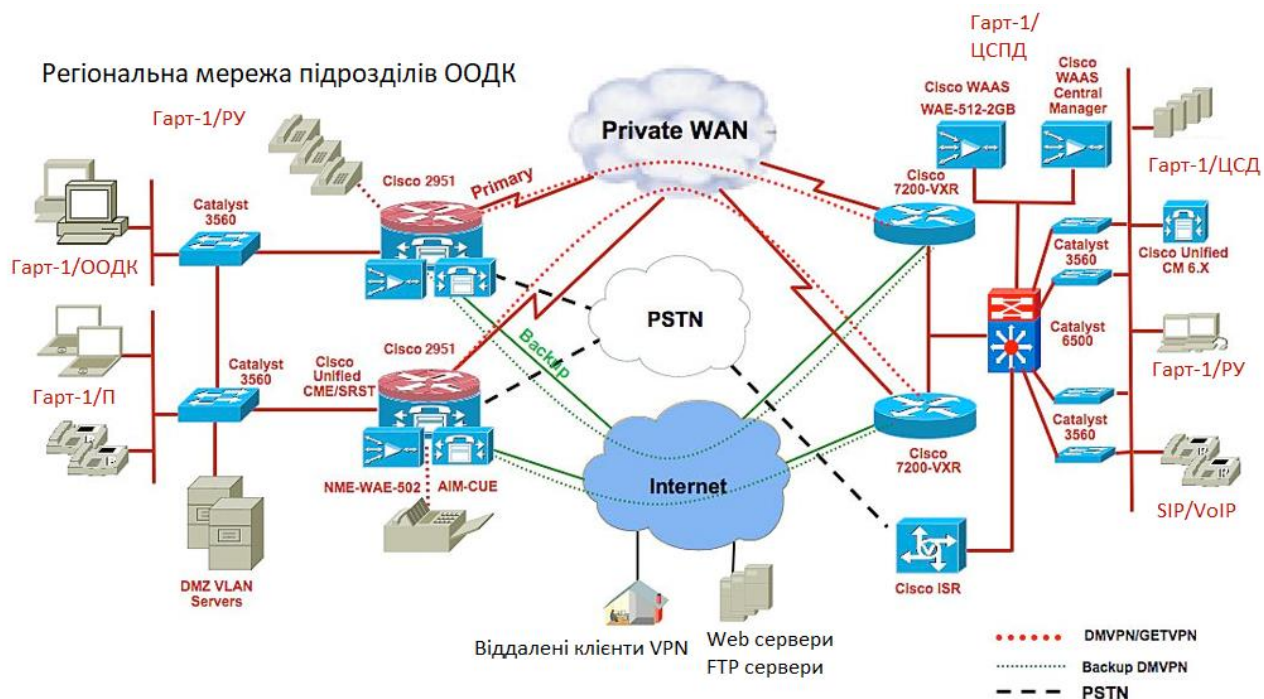 Регіональна мережа підрозділів ООДК
Гарт-1/РУ
Гарт-1/ООДК
Гарт-1/П
Catalyst
3560
Catalyst
3560
DMZ VLAN
Servers
Cisco 2951
Cisco 2951
Cisco
Unified
CME/SRST
NME-WAE-502
AIM-CUE
Primary
Backup
Private WAN
PSTN
Internet
Віддалені клієнти VPN
Web сервери
FTP сервери
Cisco
7200-VXR
Cisco
7200-VXR
Cisco ISR
Гарт-1/
ЦСПД
Cisco WAAS
WAE-512-2GB
Cisco
WAAS
Central
Manager
Гарт-1/ЦСД
Catalyst
3560
Cisco Unified
CM 6.X
Catalyst
6500
Гарт-1/РУ
Catalyst
3560
SIP/VoIP
DMVPN/GETVPN
Backup DMVPN
PSTN